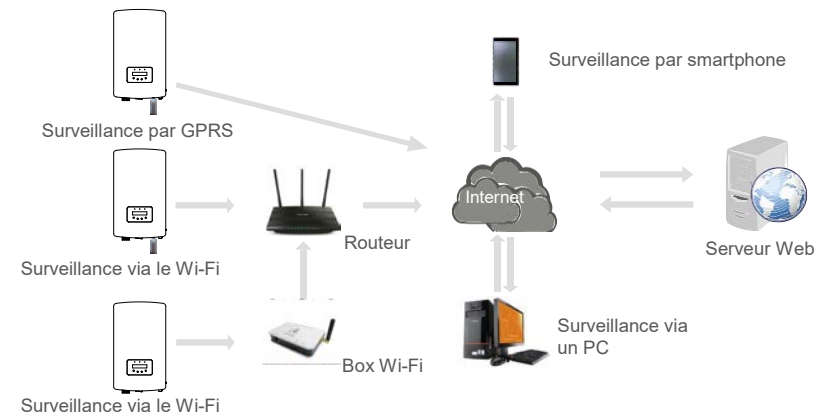 Surveillance par smartphone
Surveillance par GPRS
Internet
Routeur
Serveur Web
Surveillance via le Wi-Fi
Surveillance via
un PC
Box Wi-Fi
Surveillance via le Wi-Fi